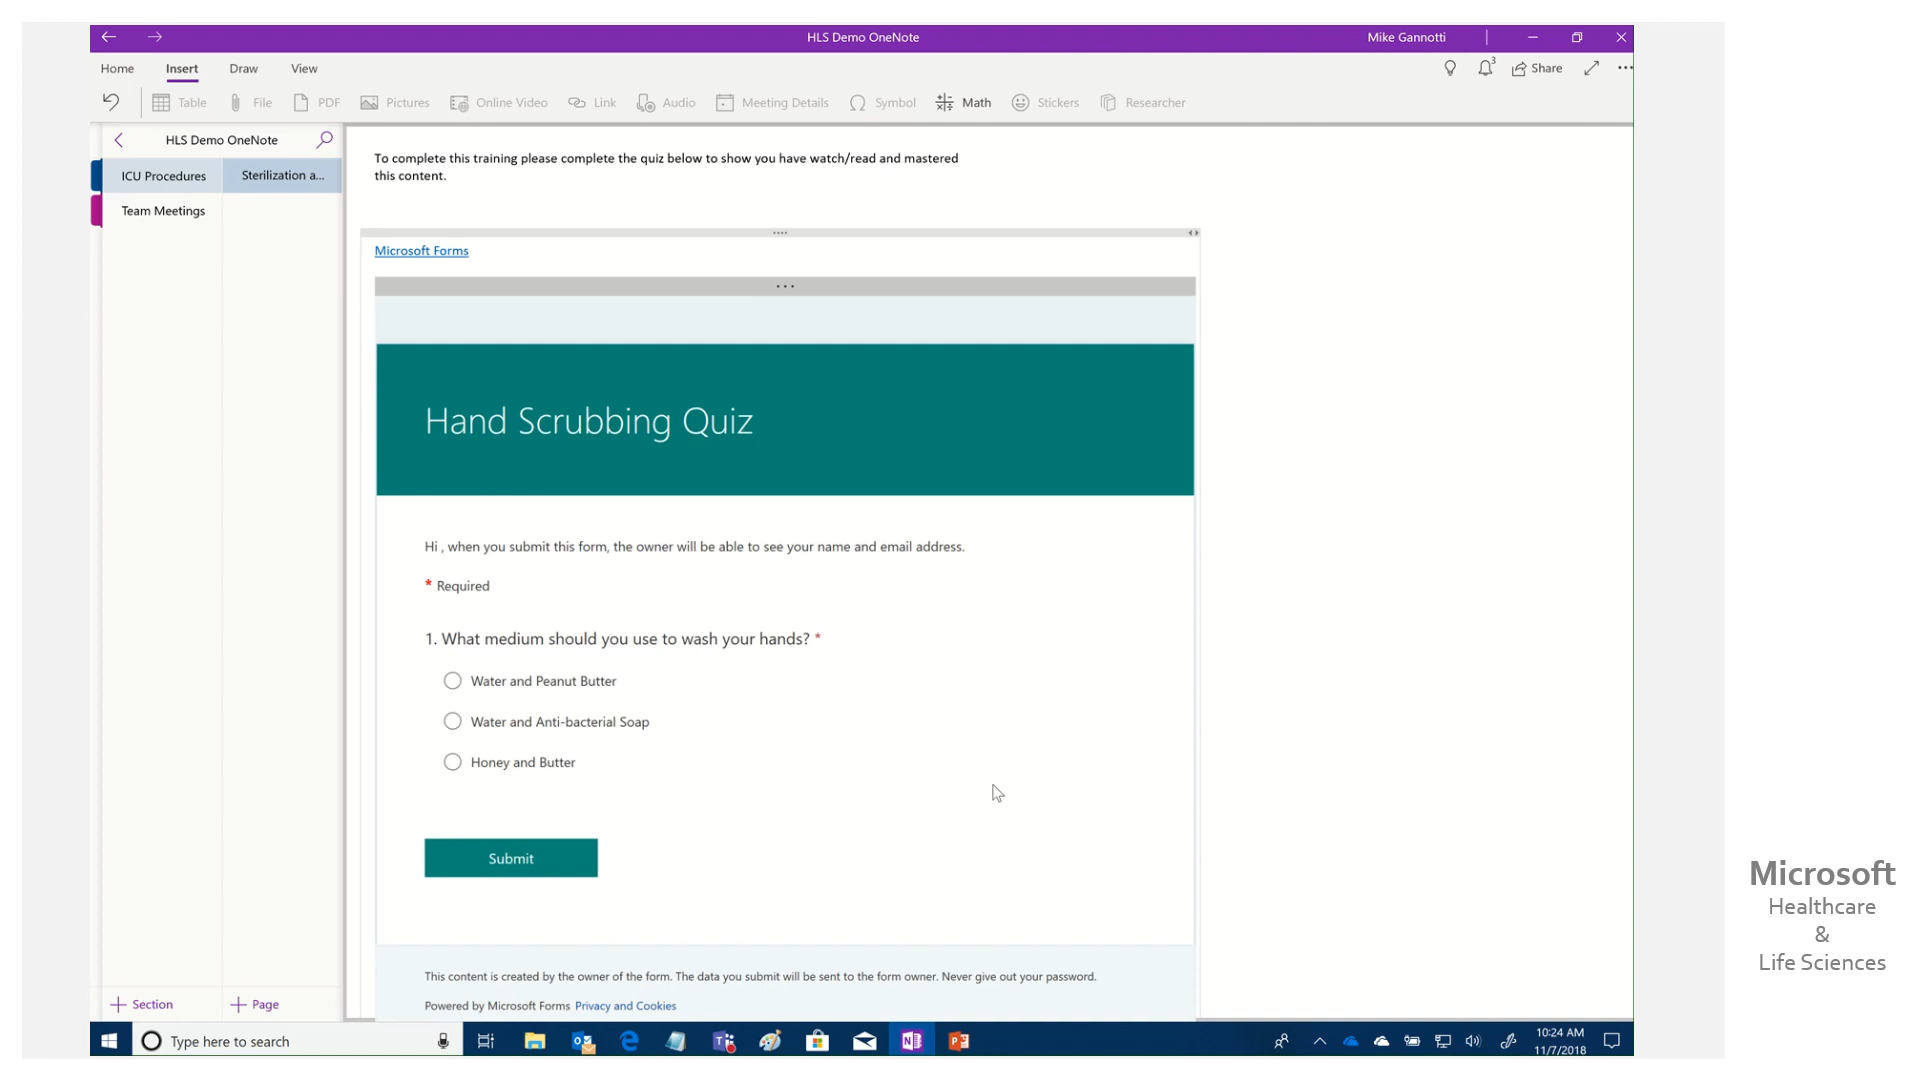 HLS Demo OneNote
Mike Gannotti
Home Insert Draw View
3
Share
Table File PDF Pictures Online Video Link Audio Meeting Details Symbol Math Stickers Researcher
HLS Demo OneNote
ICU Procedures
Sterilization a...
Team Meetings
To complete this training please complete the quiz below to show you have watch/read and mastered
this content.
Microsoft Forms
Hand Scrubbing Quiz
Hi , when you submit this form, the owner will be able to see your name and email address.
* Required
1. What medium should you use to wash your hands? *
Water and Peanut Butter
Water and Anti-bacterial Soap
Honey and Butter
Submit
This content is created by the owner of the form. The data you submit will be sent to the form owner. Never give out your password.
Powered by Microsoft Forms Privacy and Cookies
+ Section
+ Page
Type here to search
10:24 AM
11/7/2018
Microsoft
Healthcare
&
Life Sciences